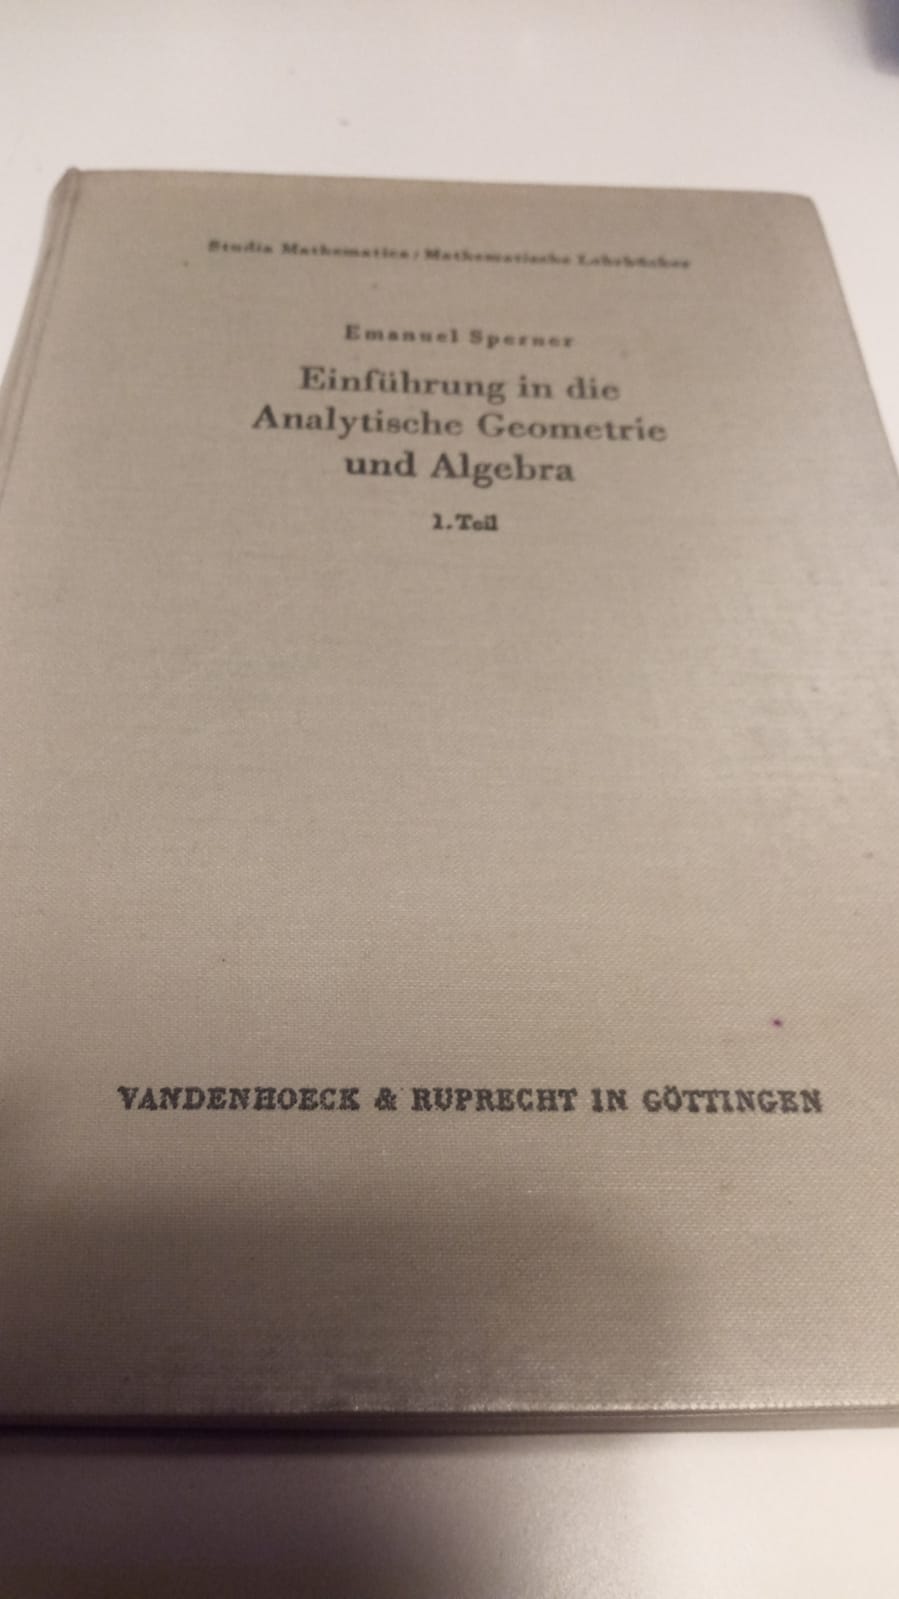 Studia Mathematica / Mathematische Lehrbücher
Emanuel Sperner
Einführung in die
Analytische Geometrie
und Algebra
1. Teil
VANDENHOECK & RUPRECHT IN GÖTTINGEN